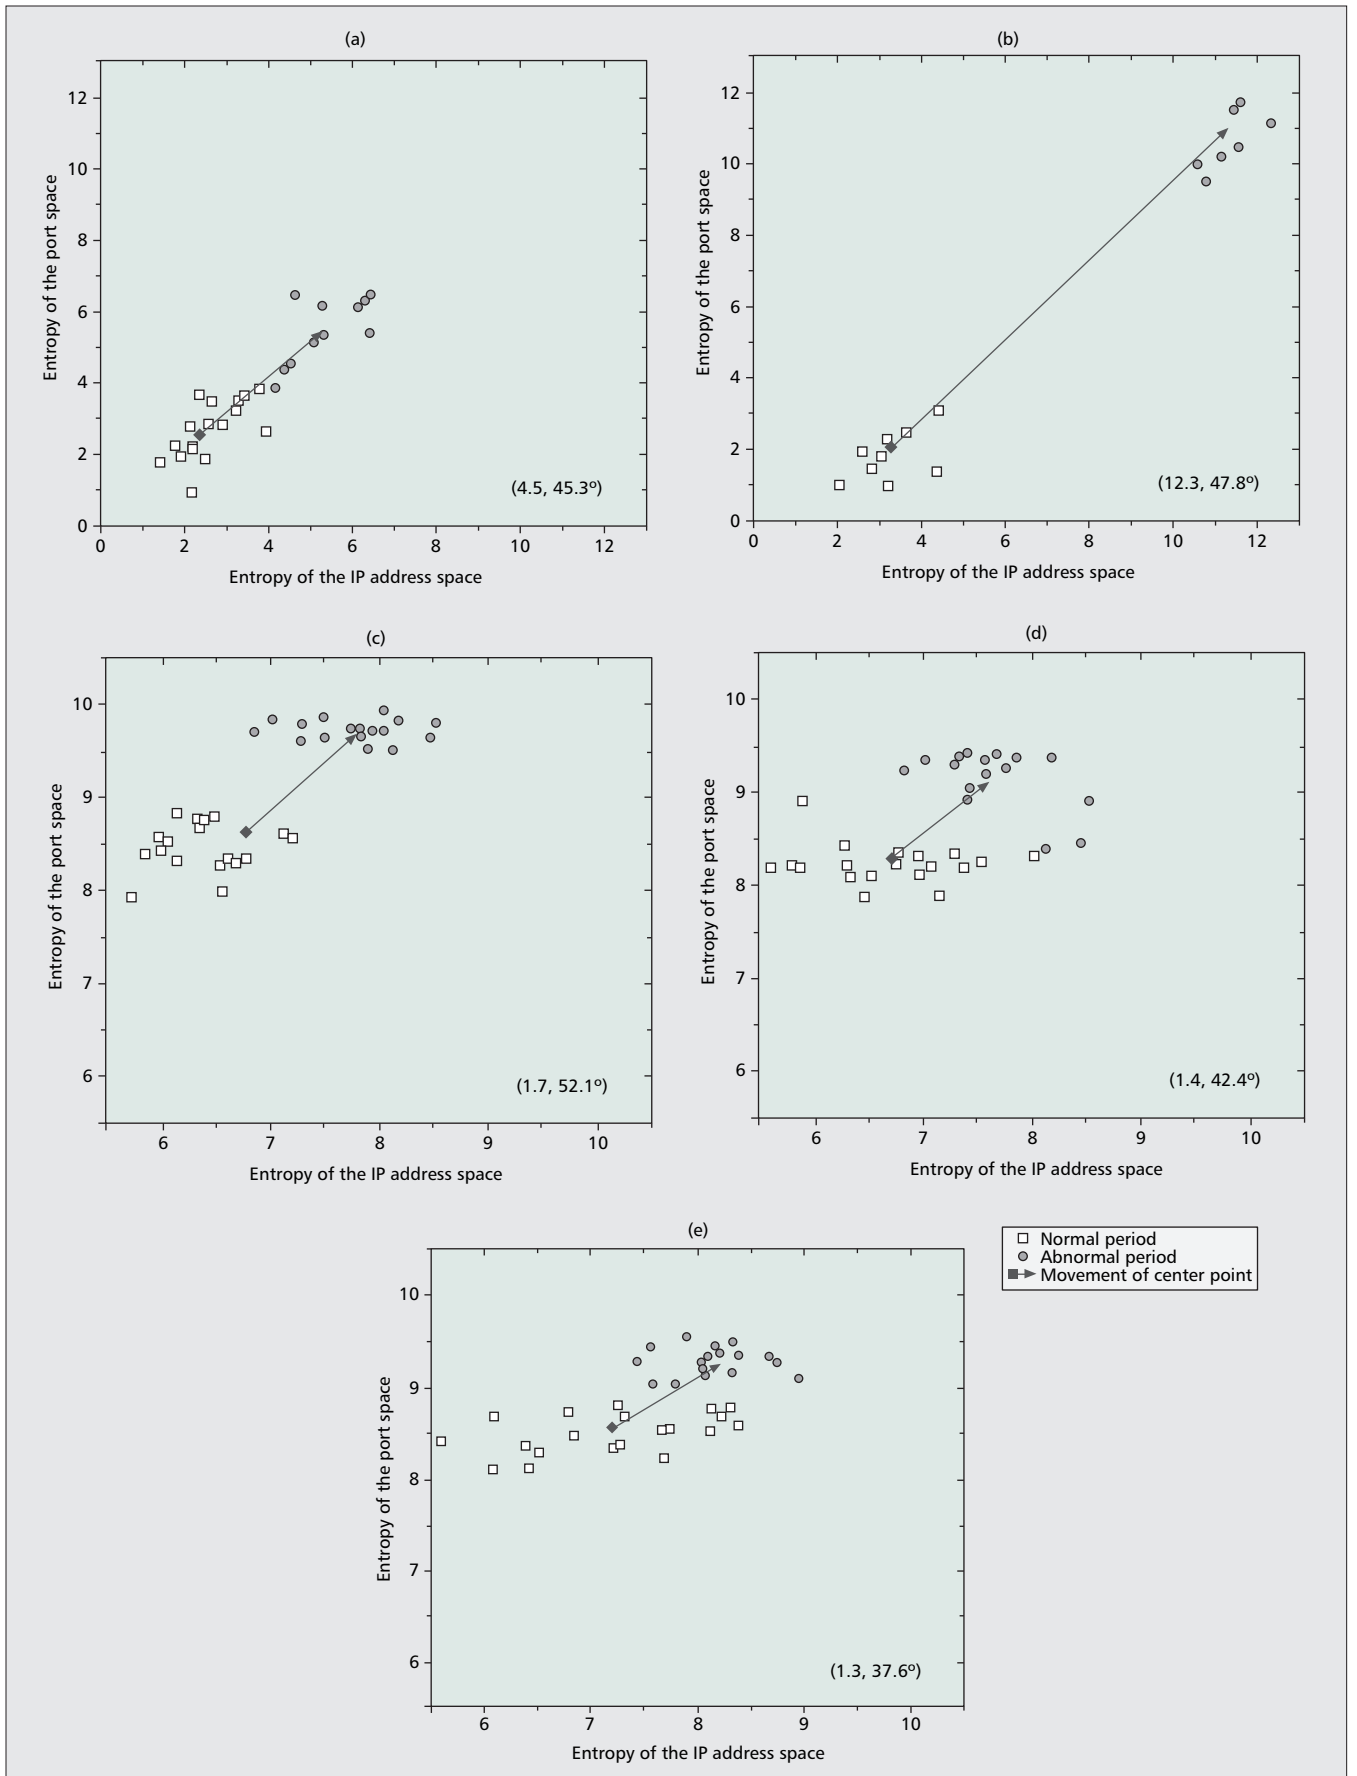 (a)
12
10
8
6
4
2
0
Entropy of the port space
0 2 4 6 8 10 12
Entropy of the IP address space
(4.5, 45.3º)
(b)
12
10
8
6
4
2
0
Entropy of the port space
0 2 4 6 8 10 12
Entropy of the IP address space
(12.3, 47.8º)
(c)
10
9
8
7
6
Entropy of the port space
6 7 8 9 10
Entropy of the IP address space
(1.7, 52.1º)
(d)
10
9
8
7
6
Entropy of the port space
6 7 8 9 10
Entropy of the IP address space
(1.4, 42.4º)
(e)
10
9
8
7
6
Entropy of the port space
6 7 8 9 10
Entropy of the IP address space
(1.3, 37.6º)
Normal period
Abnormal period
Movement of center point